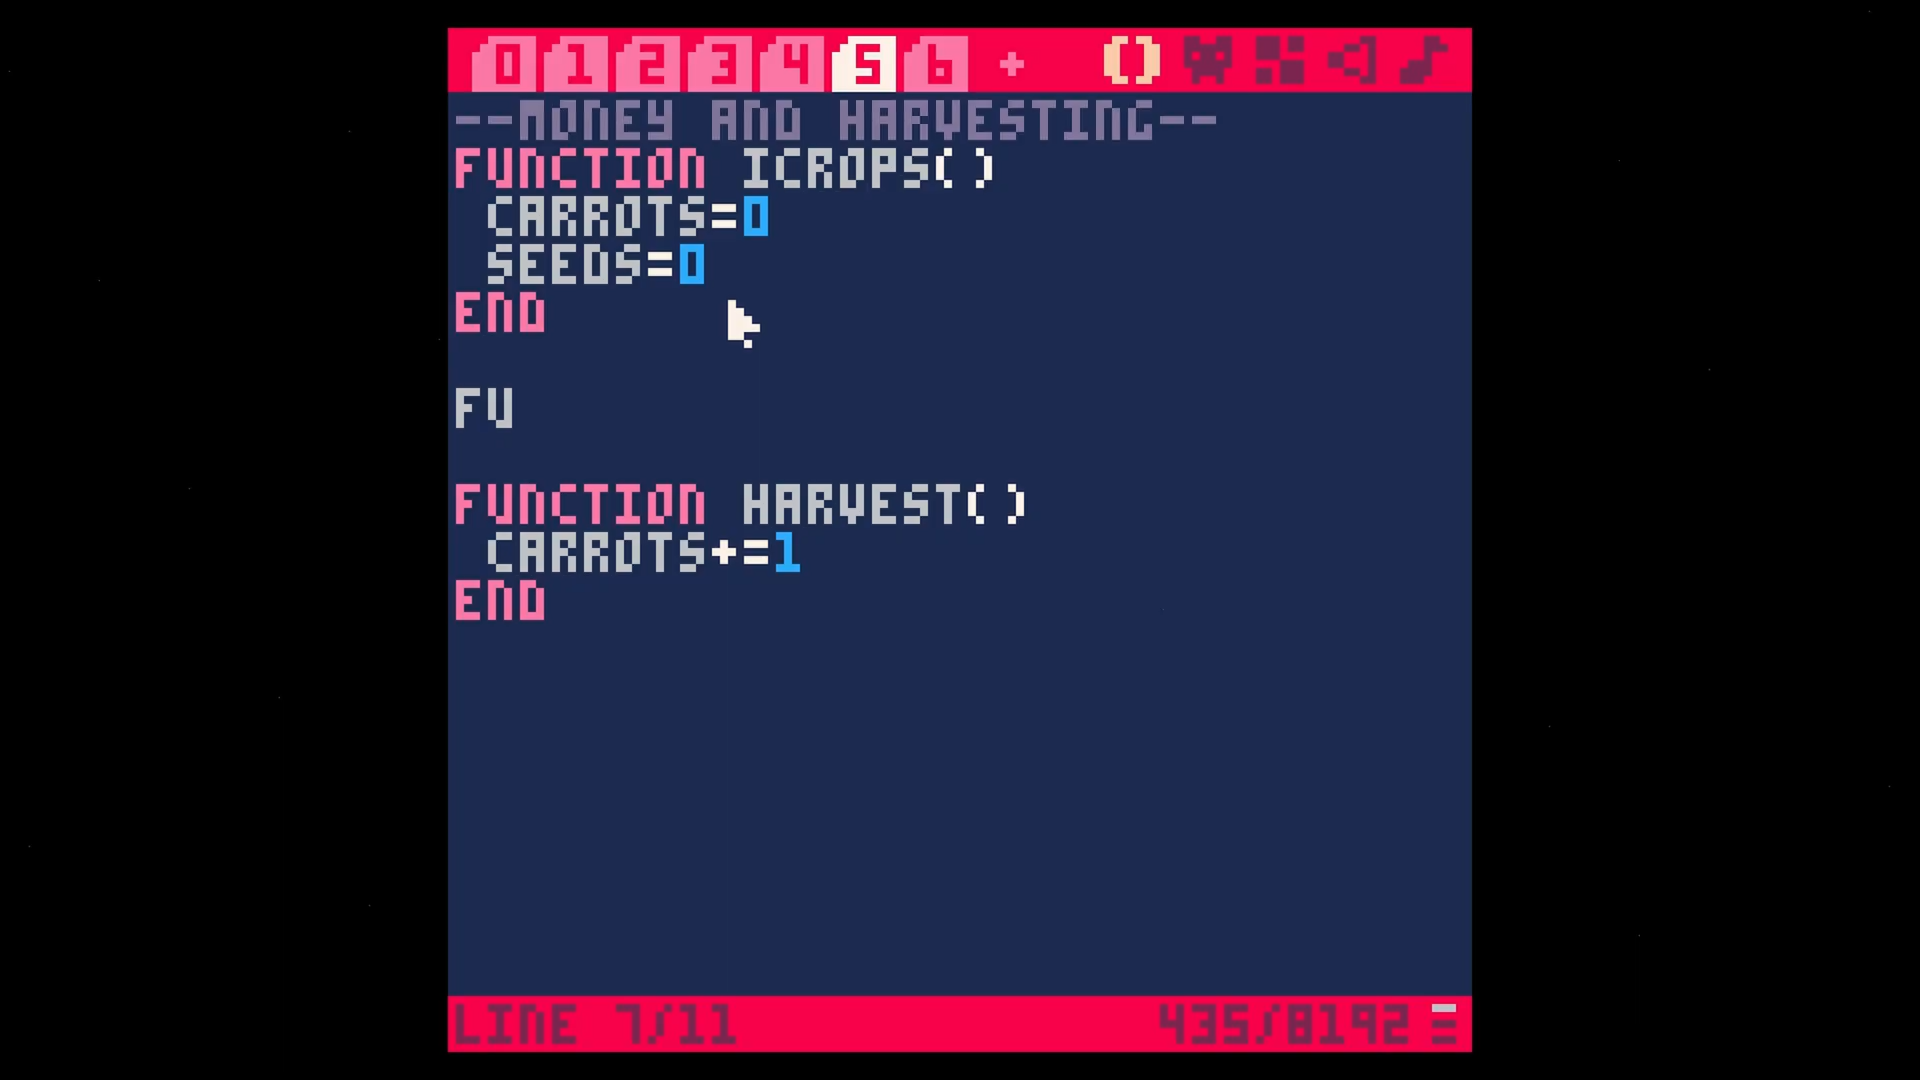 0 1 2 3 4 5 6 + ()
--MONEY AND HARVESTING--
FUNCTION ICROPS()
CARROTS=0
SEEDS=0
END
FU
FUNCTION HARVEST()
CARROTS+=1
END
LINE 7/11 435/8192